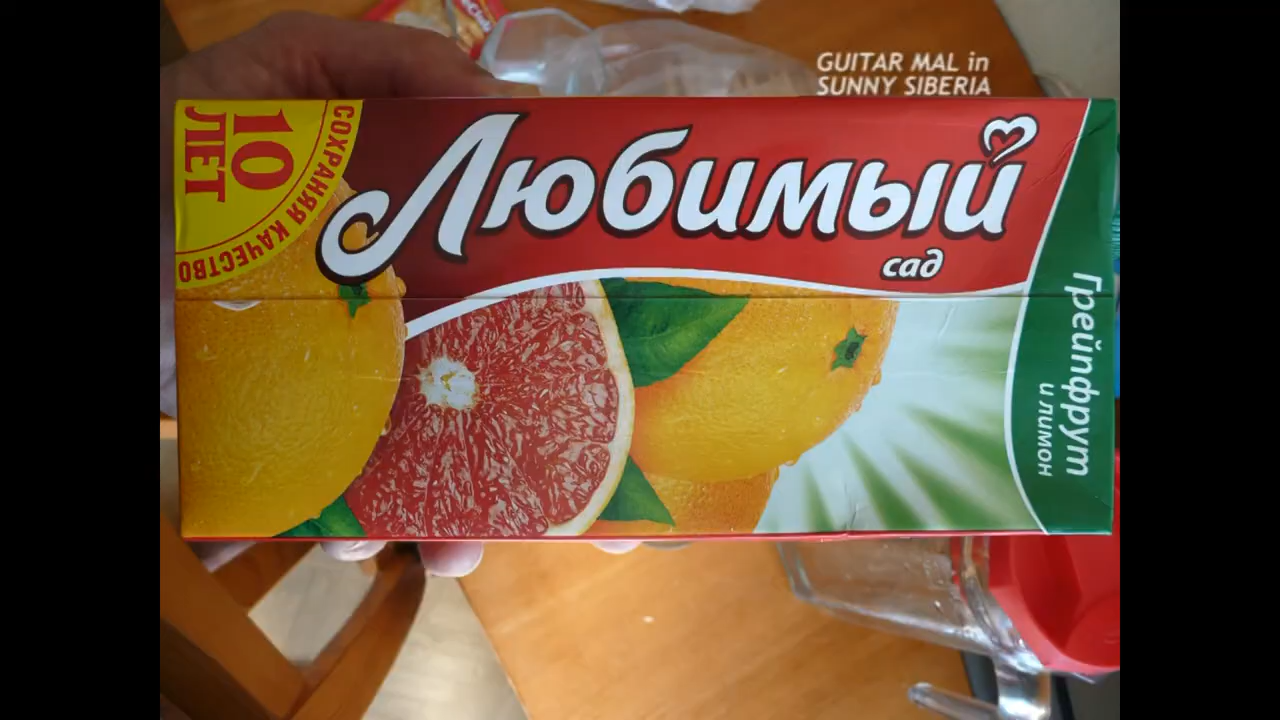 GUITAR MAL in
SUNNY SIBERIA
10
ЛЕТ
СОХРАНЯЯ КАЧЕСТВО
Любимый
сад
Грейпфрут
и лимон